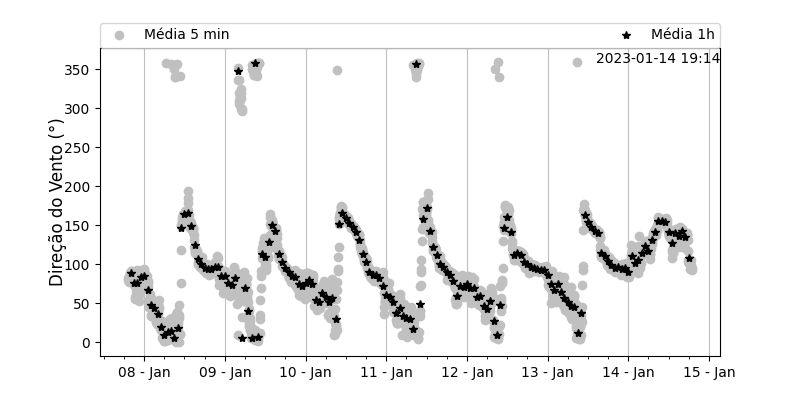 Média 5 min
Média 1h
2023-01-14 19:14
Direção do Vento (°)
350
300
250
200
150
100
50
0
08 - Jan
09 - Jan
10 - Jan
11 - Jan
12 - Jan
13 - Jan
14 - Jan
15 - Jan